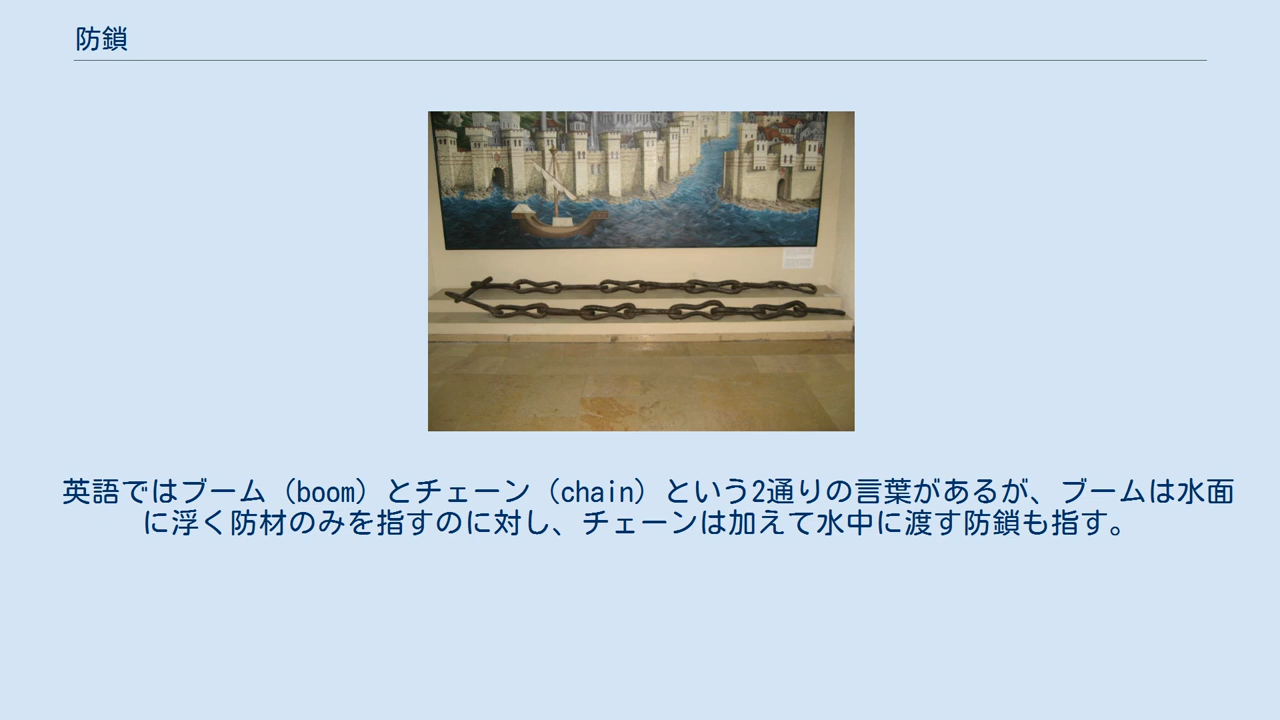 防鎖
英語ではブーム（boom）とチェーン（chain）という2通りの言葉があるが、ブームは水面
に浮く防材のみを指すのに対し、チェーンは加えて水中に渡す防鎖も指す。